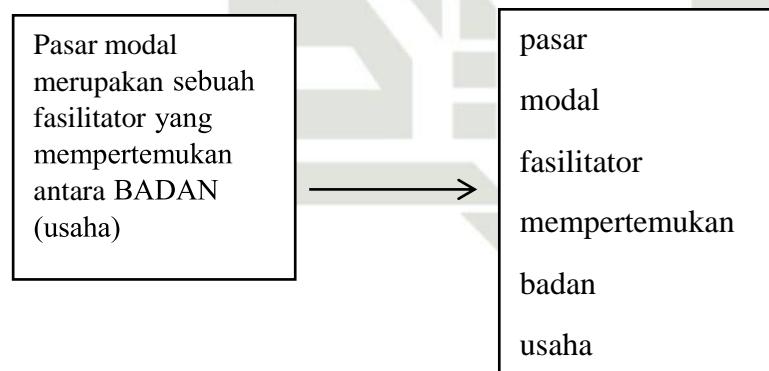 Pasar modal
merupakan sebuah
fasilitator yang
mempertemukan
antara BADAN
(usaha)
pasar
modal
fasilitator
mempertemukan
badan
usaha